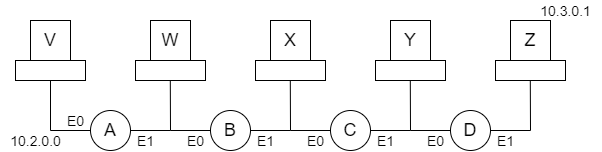 10.3.0.1
V W X Y Z
E0 A E1 E0 B E1 E0 C E1 E0 D E1
10.2.0.0